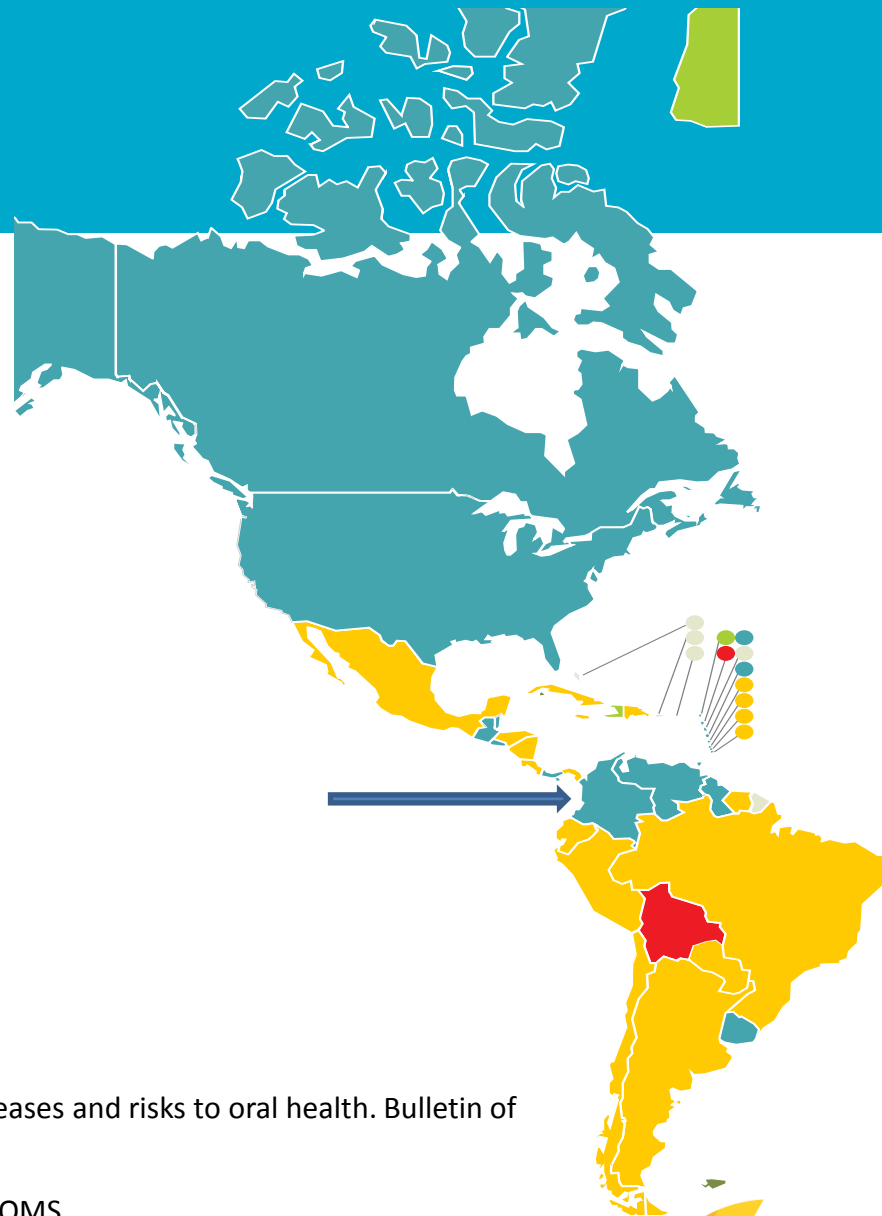 eases and risks to oral health. Bulletin of
OMS